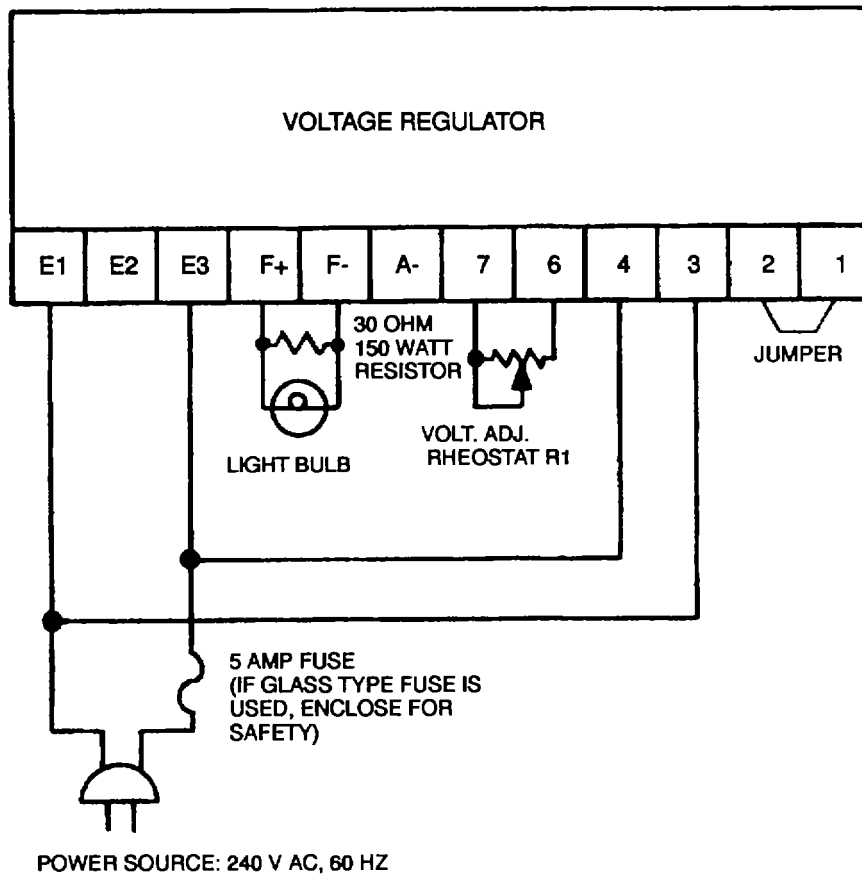 VOLTAGE REGULATOR
E1 E2 E3 F+ F- A- 7 6 4 3 2 1
30 OHM
150 WATT
RESISTOR
JUMPER
LIGHT BULB
VOLT. ADJ.
RHEOSTAT R1
5 AMP FUSE
(IF GLASS TYPE FUSE IS
USED, ENCLOSE FOR
SAFETY)
POWER SOURCE: 240 V AC, 60 HZ